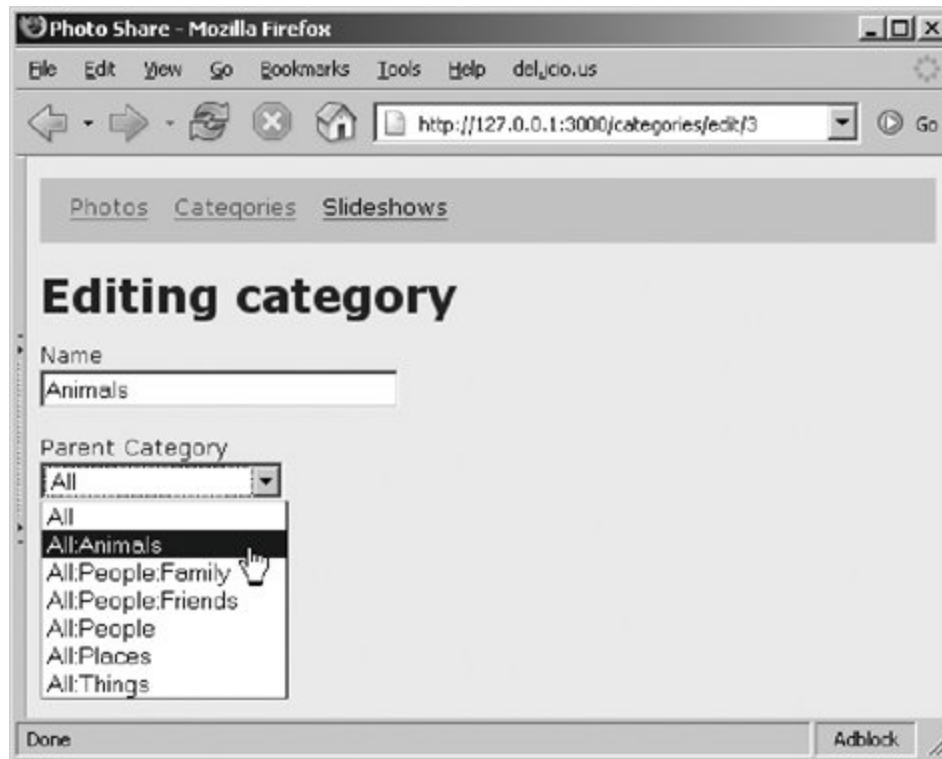 Photo Share - Mozilla Firefox
File Edit View Go Bookmarks Tools Help del.icio.us
http://127.0.0.1:3000/categories/edit/3 Go
Photos Categories Slideshows
Editing category
Name
Animals
Parent Category
All
All
All:Animals
All:People:Family
All:People:Friends
All:People
All:Places
All:Things
Done Adblock